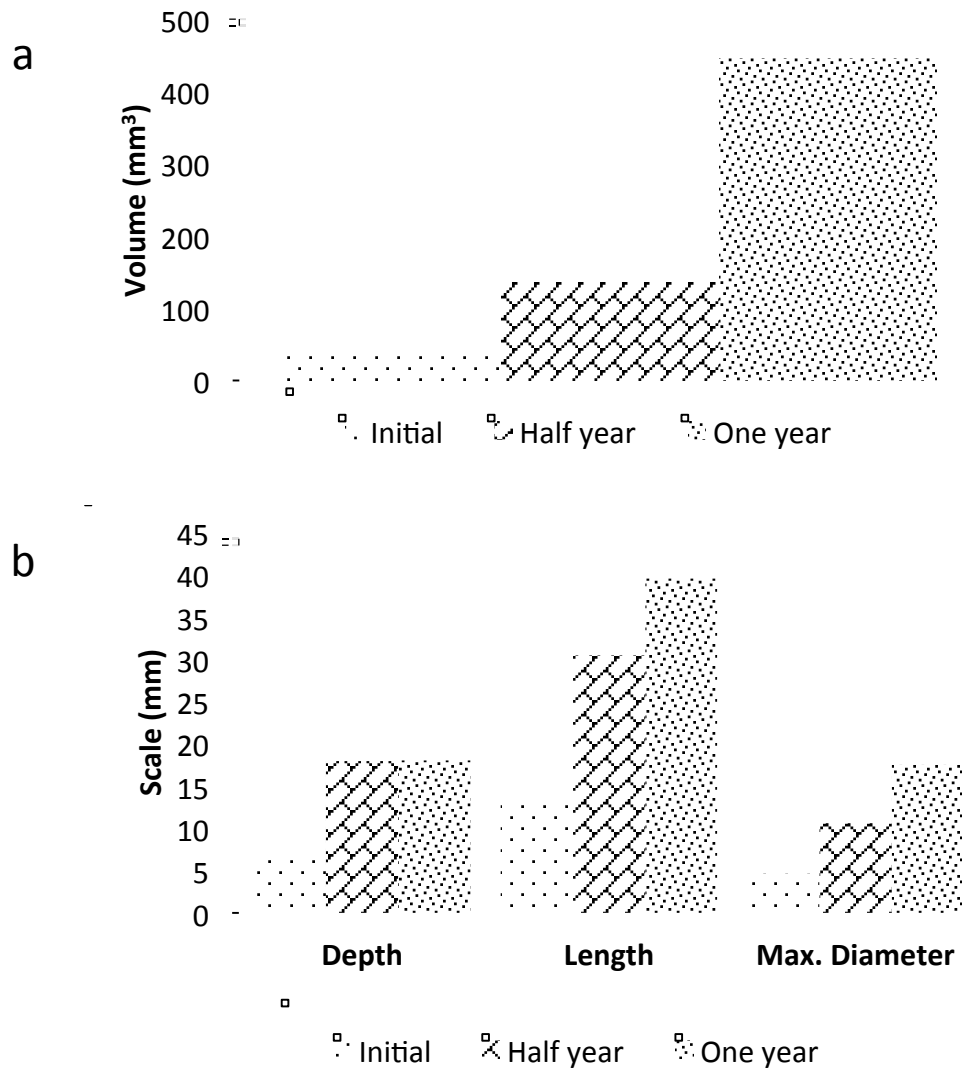 a
Volume (mm³)
500
400
300
200
100
0
Initial Half year One year
b
Scale (mm)
45
40
35
30
25
20
15
10
5
0
Depth Length Max. Diameter
Initial Half year One year